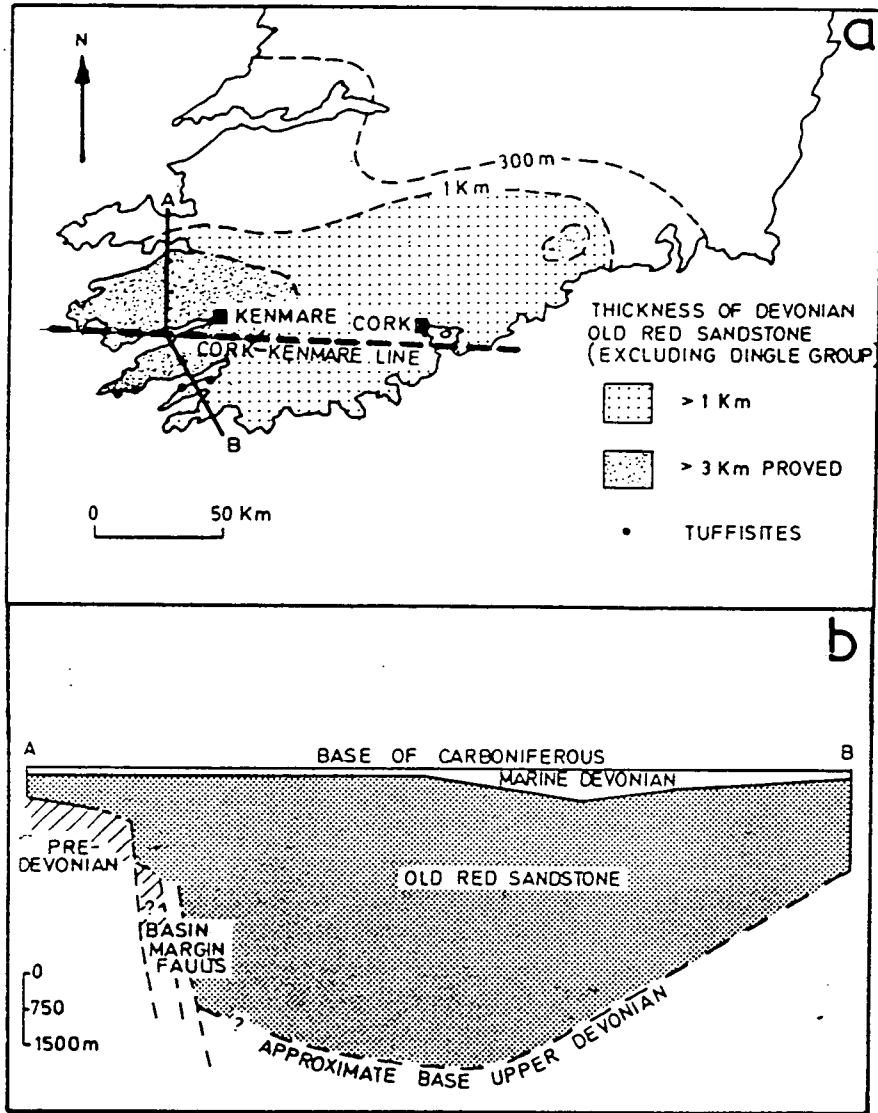 a
N
300m
1Km
A
KENMARE
CORK
CORK-KENMARE LINE
B
THICKNESS OF DEVONIAN
OLD RED SANDSTONE
(EXCLUDING DINGLE GROUP)
> 1 Km
> 3 Km PROVED
TUFFISITES
0 50 Km
b
A
B
BASE OF CARBONIFEROUS
MARINE DEVONIAN
PRE-
DEVONIAN
OLD RED SANDSTONE
?
BASIN
MARGIN
FAULTS
0
750
1500m
?
APPROXIMATE BASE UPPER DEVONIAN